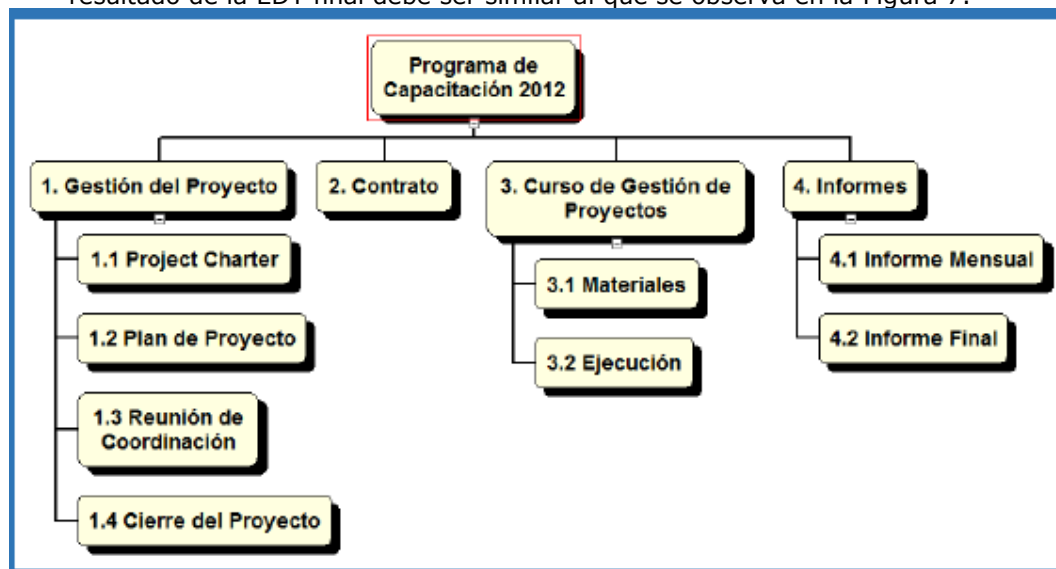 resultado de la EDT final debe ser similar al que se observa en la Figura 7.
Programa de
Capacitación 2012
1. Gestión del Proyecto
2. Contrato
3. Curso de Gestión de
Proyectos
4. Informes
1.1 Project Charter
1.2 Plan de Proyecto
1.3 Reunión de
Coordinación
1.4 Cierre del Proyecto
3.1 Materiales
3.2 Ejecución
4.1 Informe Mensual
4.2 Informe Final